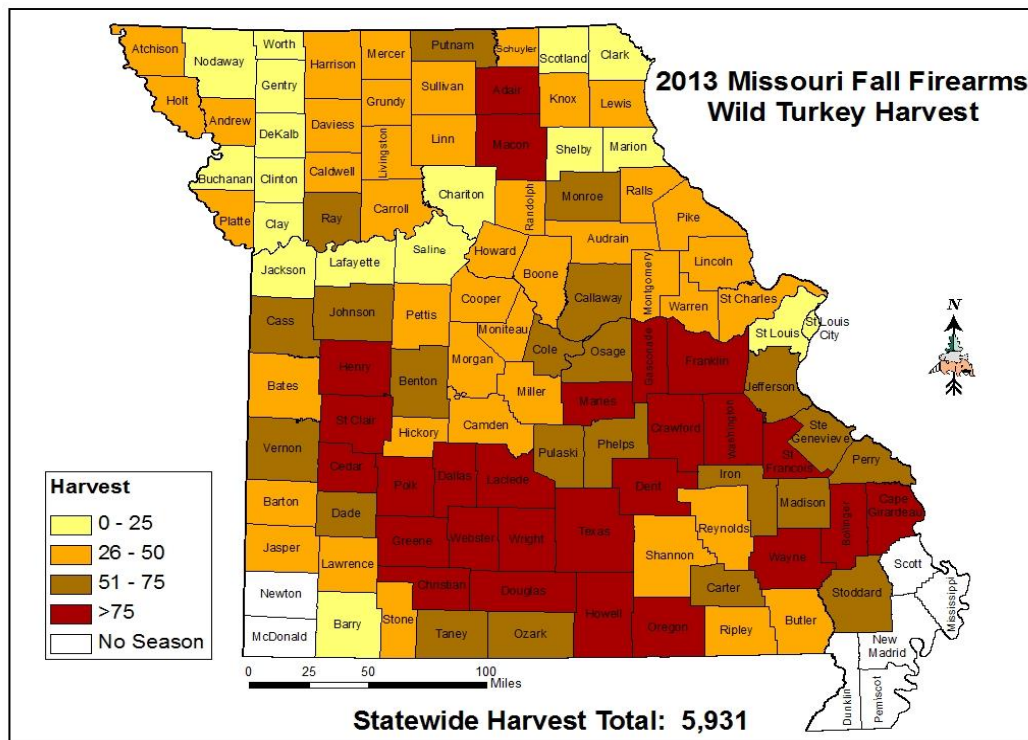 2013 Missouri Fall Firearms
Wild Turkey Harvest
Atchison
Nodaway
Worth
Harrison
Mercer
Putnam
Schuyler
Scotland
Clark
Gentry
Holt
Andrew
Sullivan
Adair
Knox
Lewis
Grundy
DeKalb
Daviess
Linn
Macon
Shelby
Marion
Livingston
Buchanan
Clinton
Caldwell
Chariton
Randolph
Monroe
Ralls
Platte
Clay
Ray
Carroll
Pike
Audrain
Jackson
Lafayette
Saline
Howard
Boone
Montgomery
Lincoln
Cooper
Callaway
Warren
St Charles
Cass
Johnson
Pettis
Moniteau
St Louis
St Louis
City
Cole
Osage
Gasconade
Franklin
Henry
Benton
Morgan
Miller
Maries
Jefferson
Bates
St Clair
Hickory
Camden
Crawford
Washington
Ste
Genevieve
Vernon
Pulaski
Phelps
St
Francois
Perry
Cedar
Polk
Dallas
Laclede
Dent
Iron
Madison
Bollinger
Cape
Girardeau
Barton
Dade
Texas
Reynolds
Greene
Webster
Wright
Shannon
Wayne
Jasper
Lawrence
Scott
Christian
Douglas
Carter
Stoddard
Mississippi
Newton
Howell
Oregon
Ripley
Butler
McDonald
Barry
Stone
Taney
Ozark
New
Madrid
Dunklin
Pemiscot
N
Harvest
0 - 25
26 - 50
51 - 75
>75
No Season
0 25 50 100
Miles
Statewide Harvest Total: 5,931